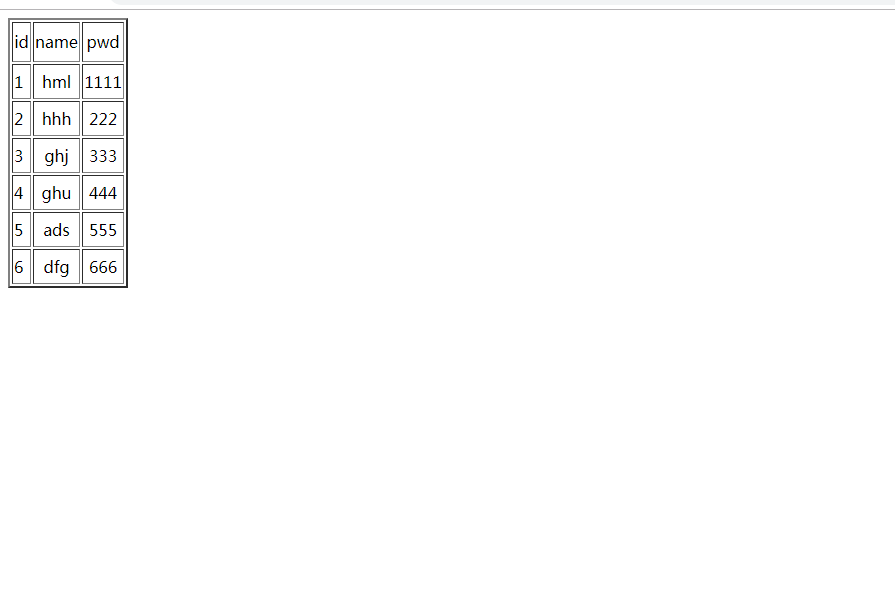 id name pwd
1 hml 1111
2 hhh 222
3 ghj 333
4 ghu 444
5 ads 555
6 dfg 666